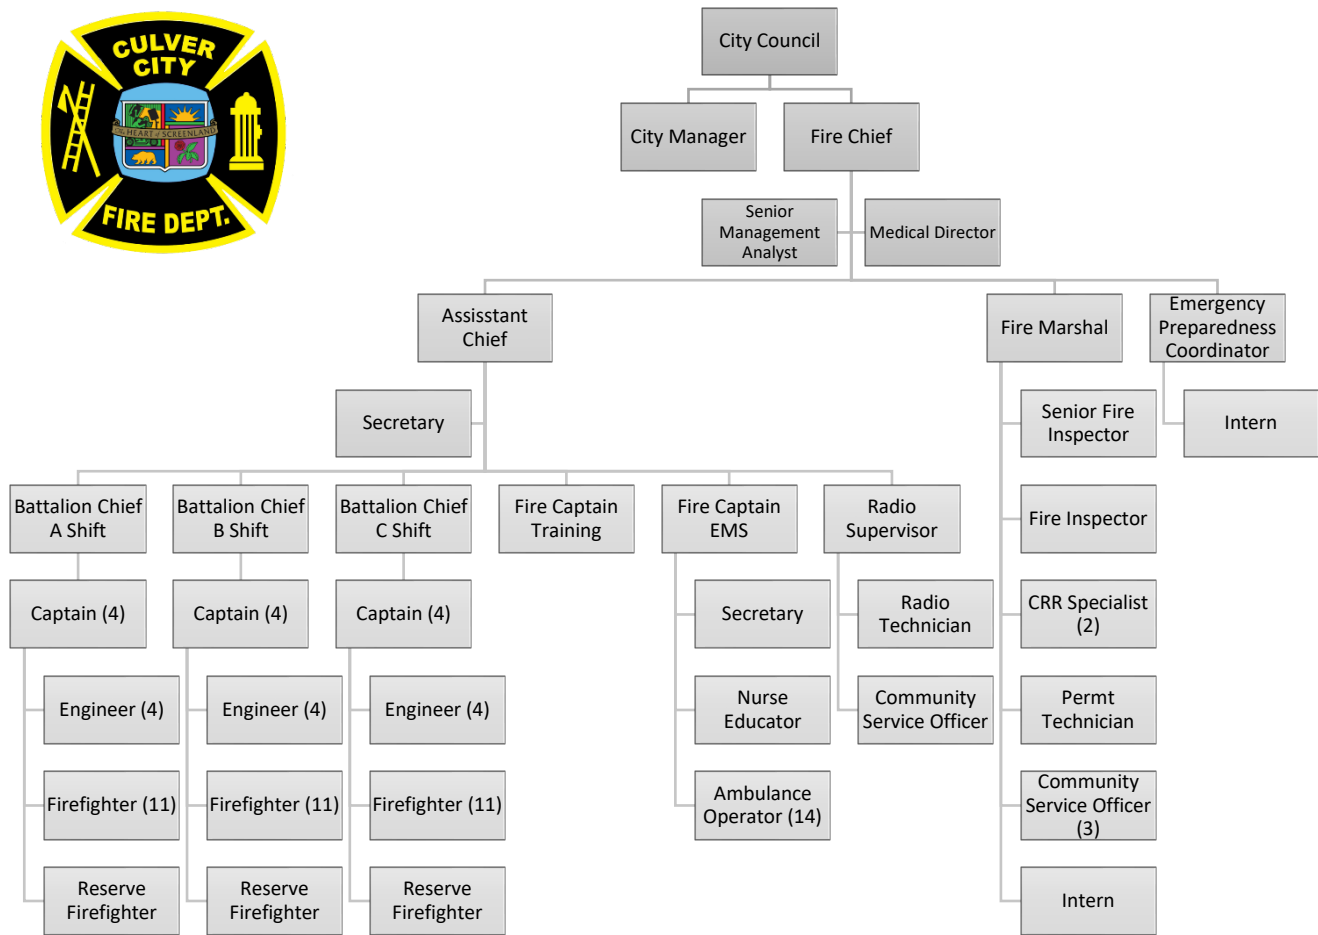 CULVER
CITY
THE HEART of SCREENLAND
FIRE DEPT.
City Council
City Manager
Fire Chief
Senior
Management
Analyst
Medical Director
Assisstant
Chief
Fire Marshal
Emergency
Preparedness
Coordinator
Secretary
Senior Fire
Inspector
Intern
Battalion Chief
A Shift
Battalion Chief
B Shift
Battalion Chief
C Shift
Fire Captain
Training
Fire Captain
EMS
Radio
Supervisor
Fire Inspector
Captain (4)
Captain (4)
Captain (4)
Secretary
Radio
Technician
CRR Specialist
(2)
Engineer (4)
Engineer (4)
Engineer (4)
Nurse
Educator
Community
Service Officer
Permt
Technician
Firefighter (11)
Firefighter (11)
Firefighter (11)
Ambulance
Operator (14)
Community
Service Officer
(3)
Reserve
Firefighter
Reserve
Firefighter
Reserve
Firefighter
Intern